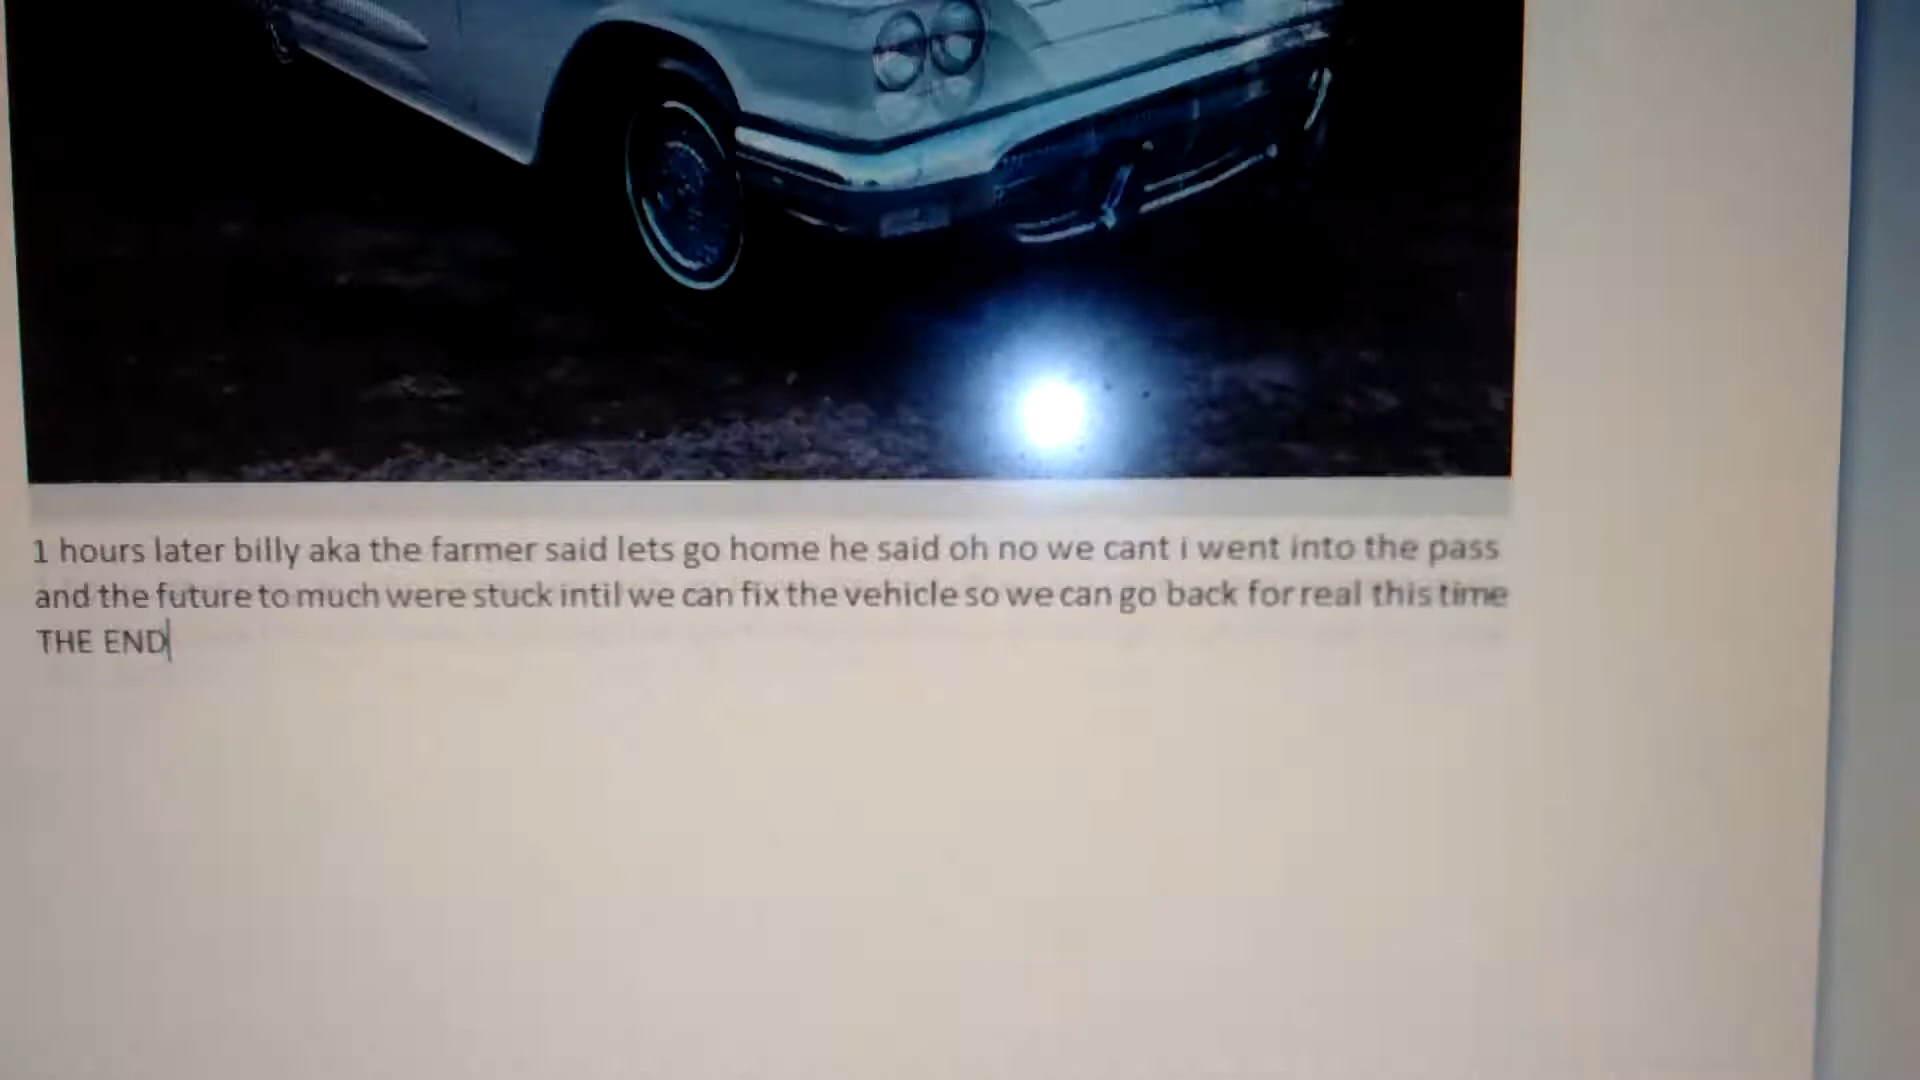 1 hours later billy aka the farmer said lets go home he said oh no we cant i went into the pass
and the future to much were stuck intil we can fix the vehicle so we can go back for real this time
THE END